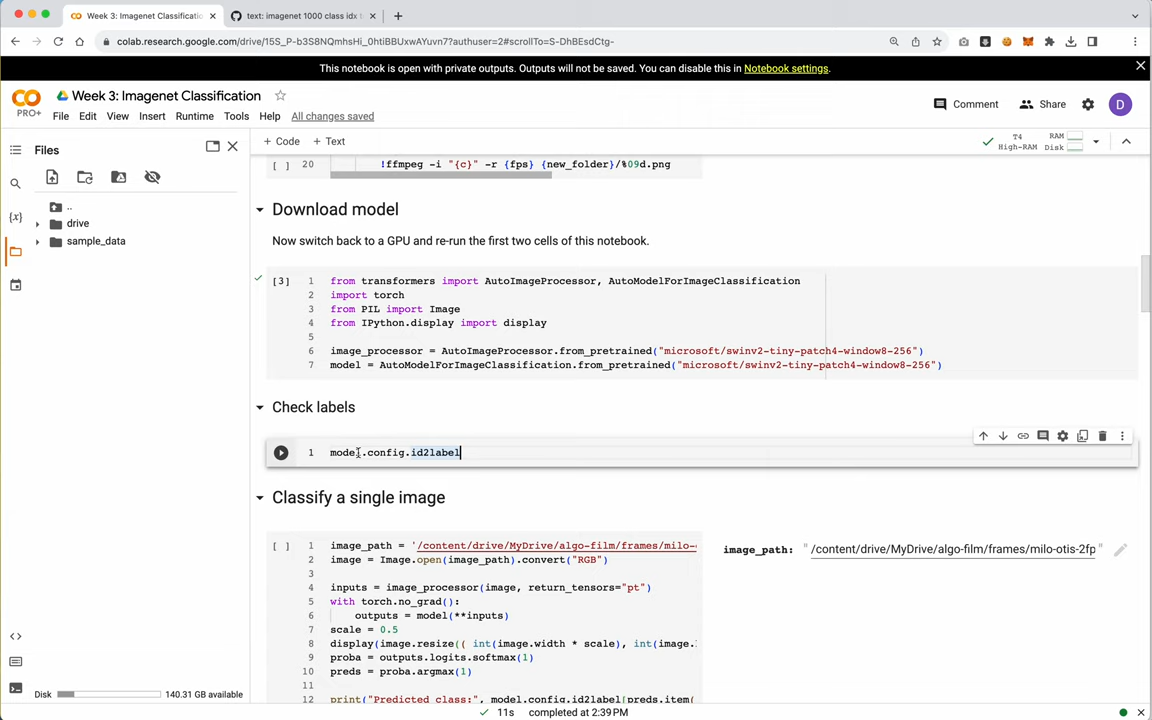 Week 3: Imagenet Classificatio
text: imagenet 1000 class idx t
colab.research.google.com/drive/15S_P-b3S8NQmhsHi_0htiBBUxwAYuvn7?authuser=2#scrollTo=S-DhBEsdCtg-
This notebook is open with private outputs. Outputs will not be saved. You can disable this in Notebook settings.
Week 3: Imagenet Classification
PRO+
File Edit View Insert Runtime Tools Help All changes saved
Comment Share D
Files
+ Code + Text
T4 High-RAM RAM Disk
..
drive
sample_data
[ ] 20 !ffmpeg -i "{c}" -r {fps} {new_folder}/%09d.png
Download model
Now switch back to a GPU and re-run the first two cells of this notebook.
[3] 1 from transformers import AutoImageProcessor, AutoModelForImageClassification
2 import torch
3 from PIL import Image
4 from IPython.display import display
5
6 image_processor = AutoImageProcessor.from_pretrained("microsoft/swinv2-tiny-patch4-window8-256")
7 model = AutoModelForImageClassification.from_pretrained("microsoft/swinv2-tiny-patch4-window8-256")
Check labels
1 model.config.id2label
Classify a single image
[ ] 1 image_path = '/content/drive/MyDrive/algo-film/frames/milo-
image_path: "/content/drive/MyDrive/algo-film/frames/milo-otis-2fp"
2 image = Image.open(image_path).convert("RGB")
3
4 inputs = image_processor(image, return_tensors="pt")
5 with torch.no_grad():
6 outputs = model(**inputs)
7 scale = 0.5
8 display(image.resize(( int(image.width * scale), int(image.
9 proba = outputs.logits.softmax(1)
10 preds = proba.argmax(1)
11
12 print("Predicted class:", model.config.id2label[preds.item(
Disk 140.31 GB available
11s completed at 2:39 PM